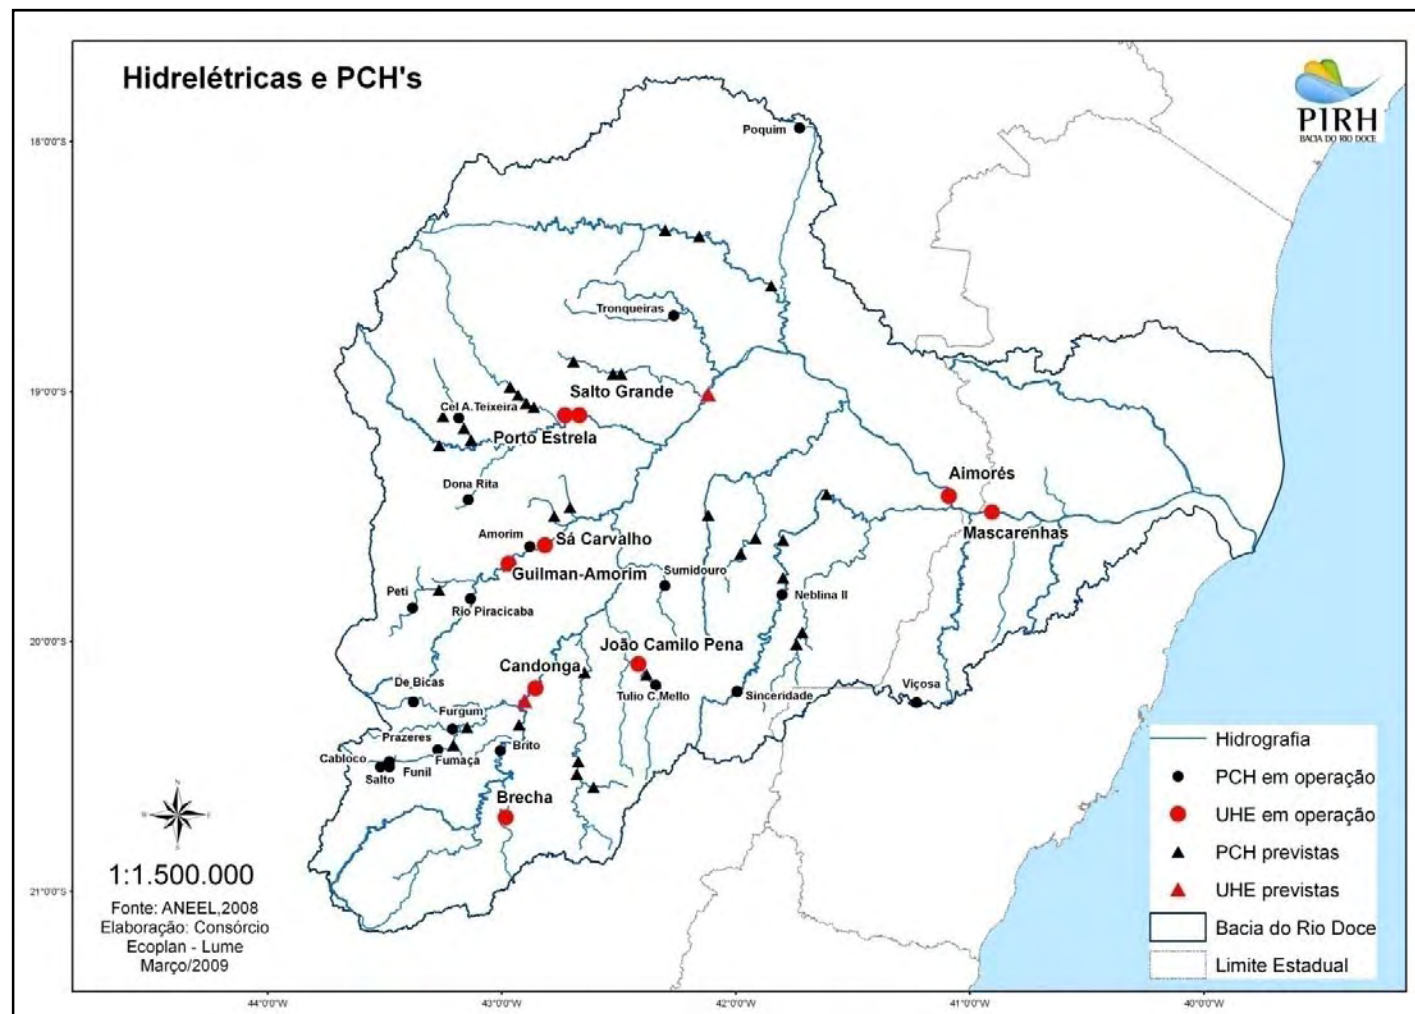 Hidrelétricas e PCH's
PIRH
BACIA DO RIO DOCE
18°0'0"S
19°0'0"S
20°0'0"S
21°0'0"S
Poquim
Tronqueiras
Salto Grande
Cel A.Teixeira
Porto Estrela
Dona Rita
Aimorés
Mascarenhas
Amorim
Sá Carvalho
Guilman-Amorim
Sumidouro
Peti
Rio Piracicaba
Neblina II
João Camilo Pena
Candonga
De Bicas
Tulio C.Mello
Sinceridade
Viçosa
Furgum
Prazeres
Fumaça
Brito
Cabloco
Salto
Funil
Brecha
N
1:1.500.000
Fonte: ANEEL,2008
Elaboração: Consórcio
Ecoplan - Lume
Março/2009
Hidrografia
PCH em operação
UHE em operação
PCH previstas
UHE previstas
Bacia do Rio Doce
Limite Estadual
44°0'0"W
43°0'0"W
42°0'0"W
41°0'0"W
40°0'0"W